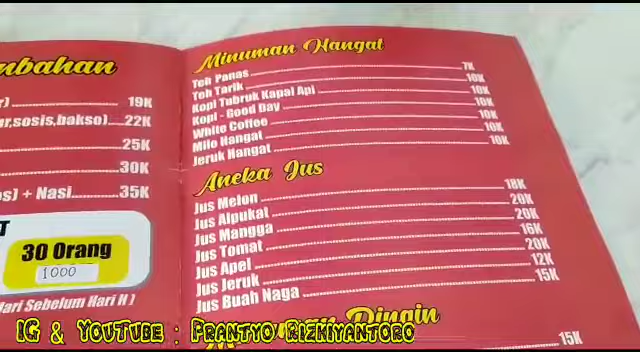 mbahan
19K
ur,sosis,bakso).....22K
25K
30K
os) + Nasi..........35K
30 Orang
1000
Hari Sebelum Hari H )
Minuman Hangat
Teh Panas 7K
Teh Tarik 10K
Kopi Tubruk Kapal Api 10K
Kopi - Good Day 10K
White Coffee 10K
Milo Hangat 10K
Jeruk Hangat 10K
Aneka Jus
Jus Melon 18K
Jus Alpukat 20K
Jus Mangga 20K
Jus Tomat 16K
Jus Apel 20K
Jus Jeruk 12K
Jus Buah Naga 15K
Dingin
15K
IG & YouTube : Prantyo Rizkiyantoro